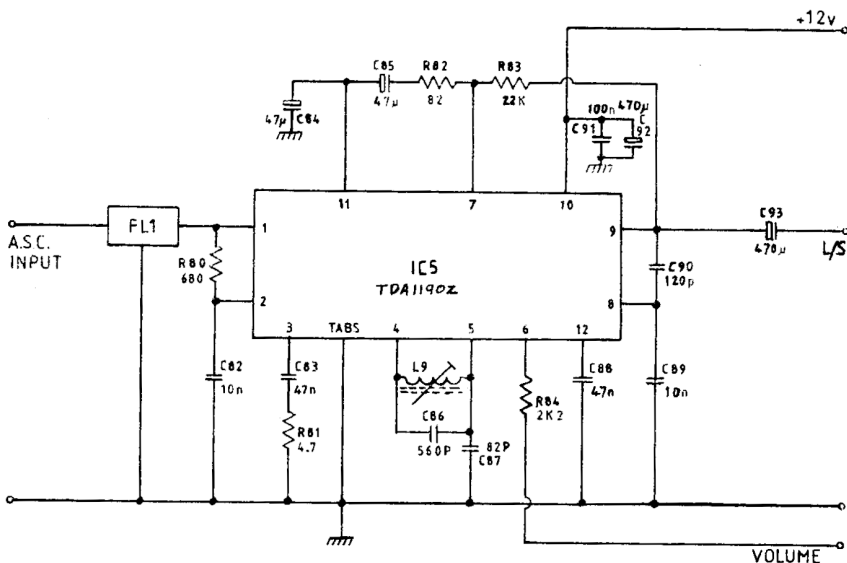 +12v
C85
R82
R83
47µ
82
22K
47µ
C84
100n
470µ
C91
C
92
11
7
10
A.S.C.
INPUT
FL1
1
9
C93
470µ
L/S
R80
680
IC5
TDA1190Z
C90
120p
2
8
3
TABS
4
5
6
12
C82
10n
C83
47n
L9
C88
47n
C89
10n
R84
2K2
C86
560P
82P
C87
R81
4.7
VOLUME